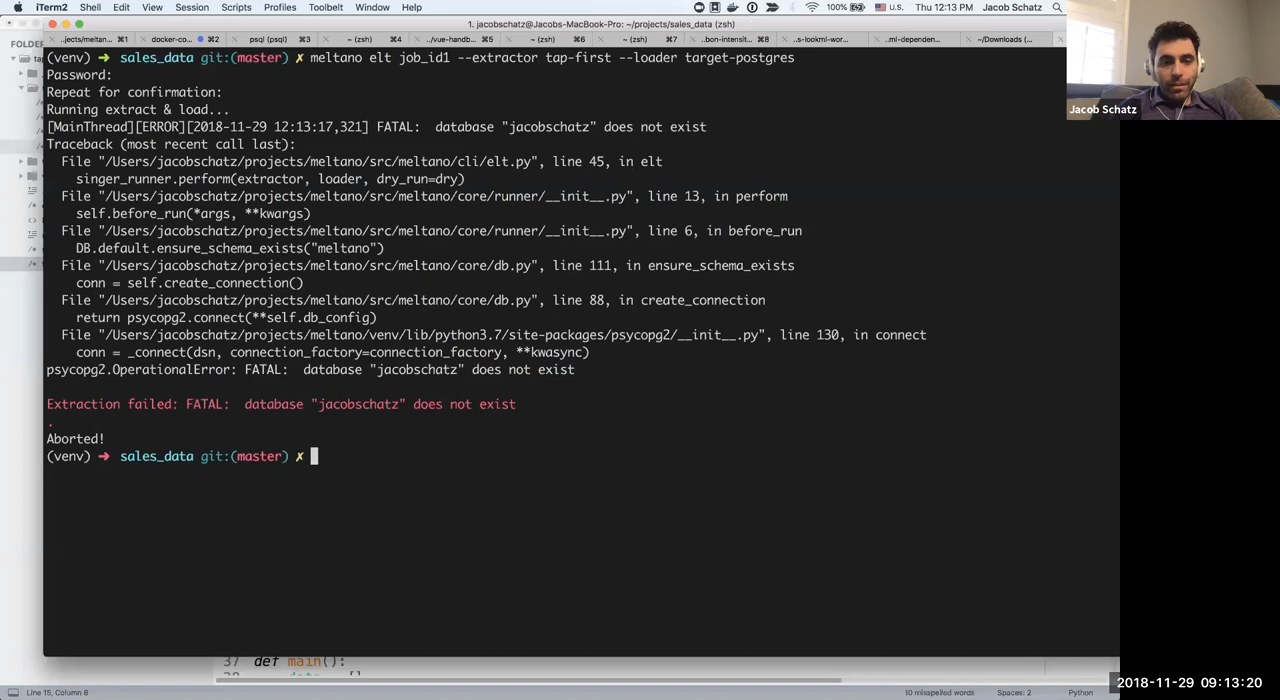 iTerm2 Shell Edit View Session Scripts Profiles Toolbelt Window Help 100% U.S. Thu 12:13 PM Jacob Schatz
1. jacobschatz@Jacobs-MacBook-Pro: ~/projects/sales_data (zsh)
..jects/meltan... ⌘1 docker-co... ⌘2 psql (psql) ⌘3 ~ (zsh) ⌘4 ../vue-handb... ⌘5 ~ (zsh) ⌘6 ~ (zsh) ⌘7 ..bon-intensit... ⌘8 ..s-lookml-wor... ..ml-dependen... ~/Downloads (...
FOLDER
(venv) ➜ sales_data git:(master) ✗ meltano elt job_id1 --extractor tap-first --loader target-postgres
Password:
Repeat for confirmation:
Running extract & load...
[MainThread][ERROR][2018-11-29 12:13:17,321] FATAL:  database "jacobschatz" does not exist
Traceback (most recent call last):
File "/Users/jacobschatz/projects/meltano/src/meltano/cli/elt.py", line 45, in elt
singer_runner.perform(extractor, loader, dry_run=dry)
File "/Users/jacobschatz/projects/meltano/src/meltano/core/runner/__init__.py", line 13, in perform
self.before_run(*args, **kwargs)
File "/Users/jacobschatz/projects/meltano/src/meltano/core/runner/__init__.py", line 6, in before_run
DB.default.ensure_schema_exists("meltano")
File "/Users/jacobschatz/projects/meltano/src/meltano/core/db.py", line 111, in ensure_schema_exists
conn = self.create_connection()
File "/Users/jacobschatz/projects/meltano/src/meltano/core/db.py", line 88, in create_connection
return psycopg2.connect(**self.db_config)
File "/Users/jacobschatz/projects/meltano/venv/lib/python3.7/site-packages/psycopg2/__init__.py", line 130, in connect
conn = _connect(dsn, connection_factory=connection_factory, **kwasync)
psycopg2.OperationalError: FATAL:  database "jacobschatz" does not exist
Extraction failed: FATAL:  database "jacobschatz" does not exist
.
Aborted!
(venv) ➜ sales_data git:(master) ✗
Jacob Schatz
37 def main():
Line 15, Column 8 10 misspelled words Spaces: 2 Python
2018-11-29 09:13:20